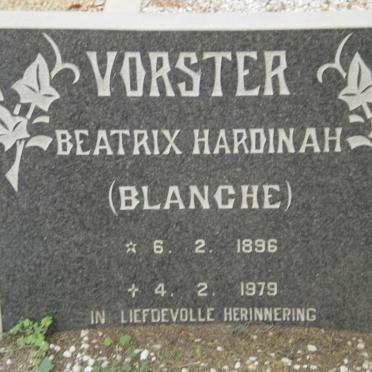 VORSTER
BEATRIX HARDINAH
(BLANCHE)
☆ 6. 2. 1896
✝ 4. 2. 1979
IN LIEFDEVOLLE HERINNERING